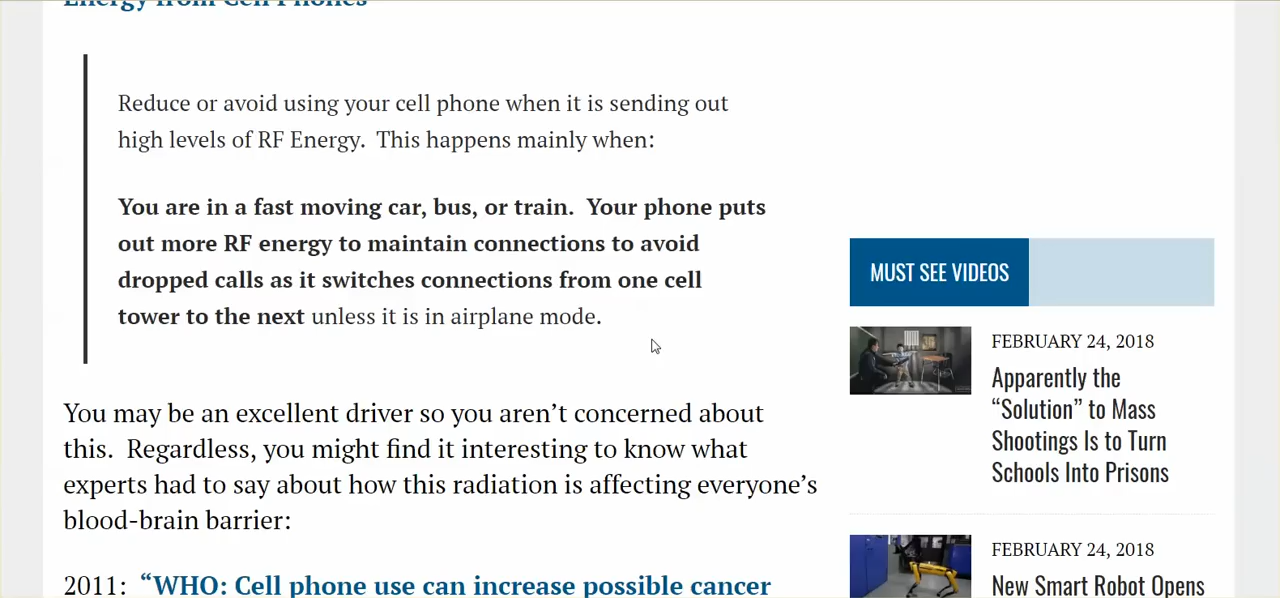 Energy from Cell Phones
Reduce or avoid using your cell phone when it is sending out
high levels of RF Energy.  This happens mainly when:
You are in a fast moving car, bus, or train.  Your phone puts
out more RF energy to maintain connections to avoid
dropped calls as it switches connections from one cell
tower to the next unless it is in airplane mode.
You may be an excellent driver so you aren’t concerned about
this.  Regardless, you might find it interesting to know what
experts had to say about how this radiation is affecting everyone’s
blood-brain barrier:
2011:  “WHO: Cell phone use can increase possible cancer
MUST SEE VIDEOS
FEBRUARY 24, 2018
Apparently the
“Solution” to Mass
Shootings Is to Turn
Schools Into Prisons
FEBRUARY 24, 2018
New Smart Robot Opens